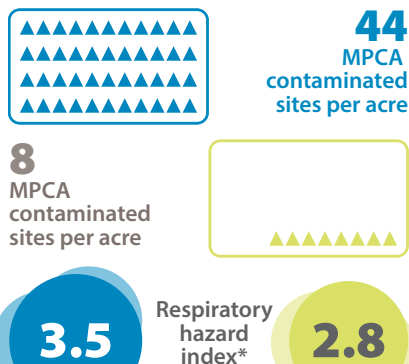 44
MPCA
contaminated
sites per acre
8
MPCA
contaminated
sites per acre
3.5
Respiratory
hazard
index*
2.8